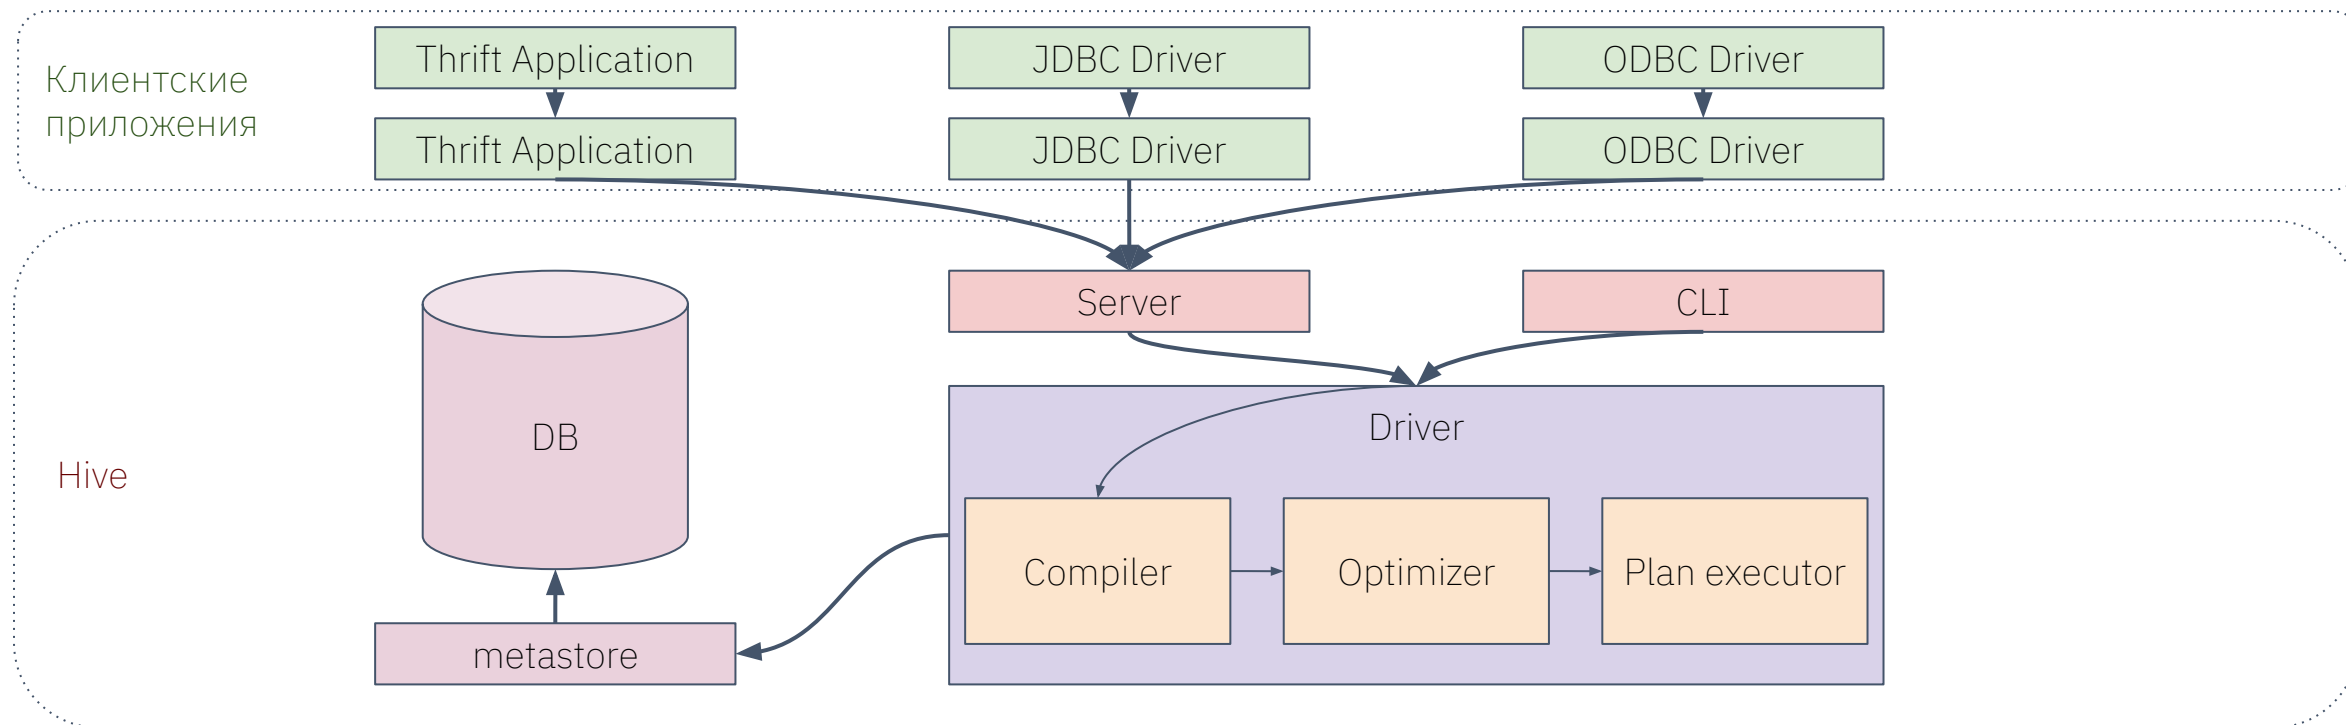 Клиентские
приложения
Thrift Application
JDBC Driver
ODBC Driver
Thrift Application
JDBC Driver
ODBC Driver
Hive
DB
metastore
Server
CLI
Driver
Compiler
Optimizer
Plan executor